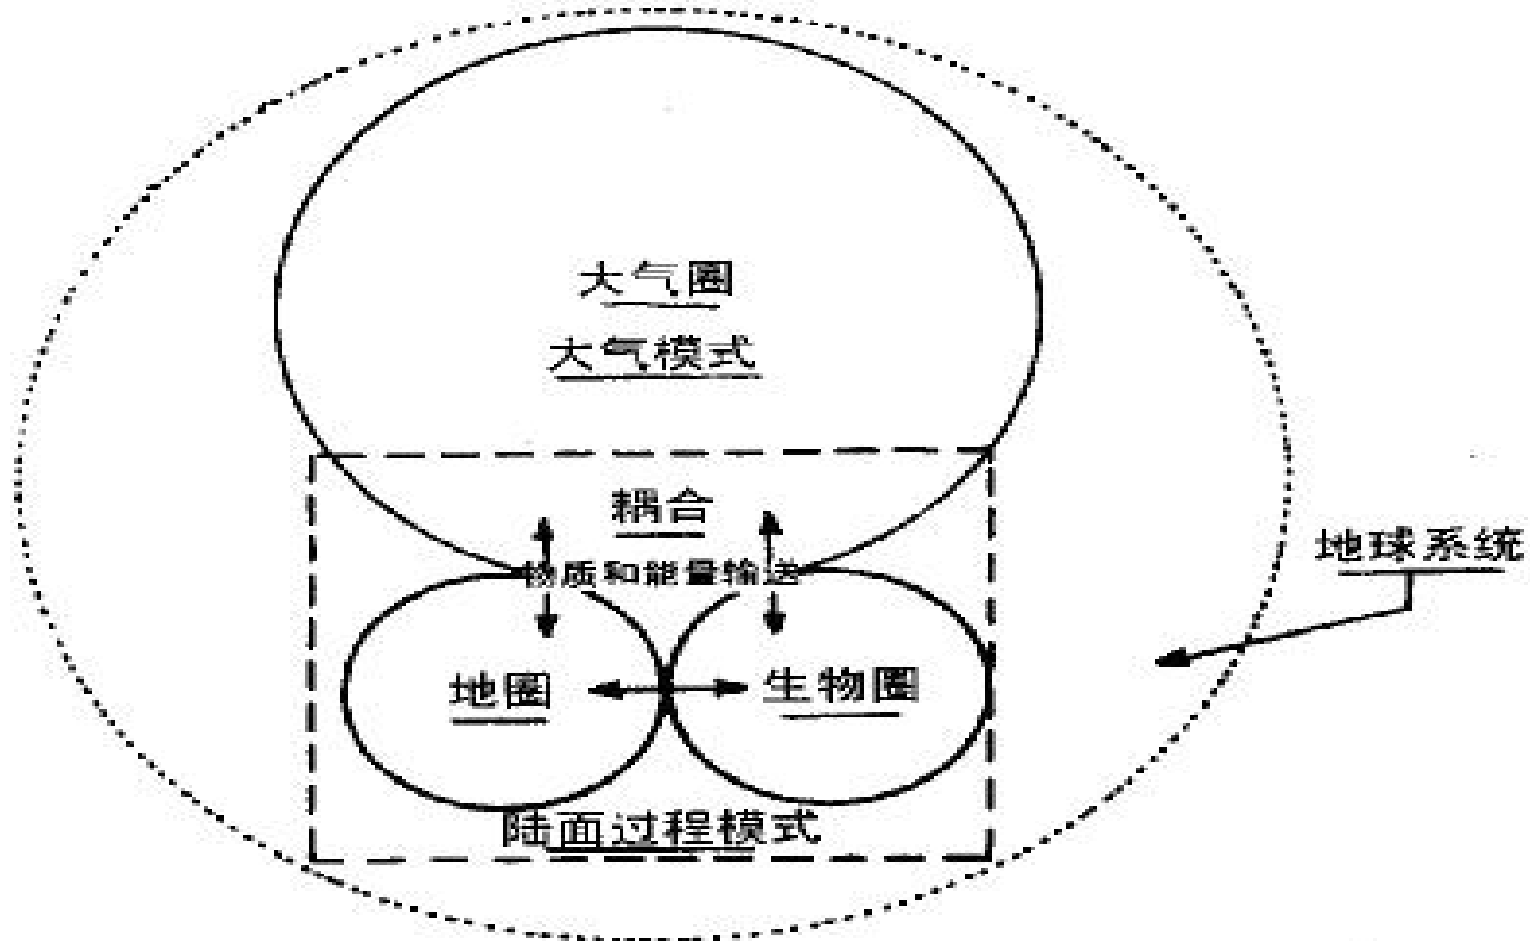 大气圈
大气模式
耦合
地球系统
物质和能量输送
地圈
生物圈
陆面过程模式